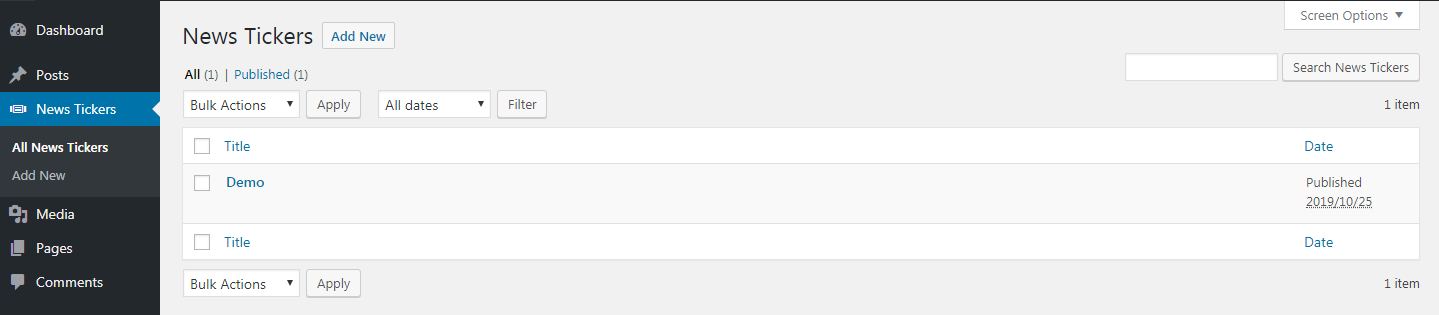 Dashboard
Posts
News Tickers
All News Tickers
Add New
Media
Pages
Comments
Screen Options
News Tickers Add New
All (1) | Published (1)
Search News Tickers
Bulk Actions Apply All dates Filter 1 item
Title Date
Demo Published
2019/10/25
Title Date
Bulk Actions Apply 1 item